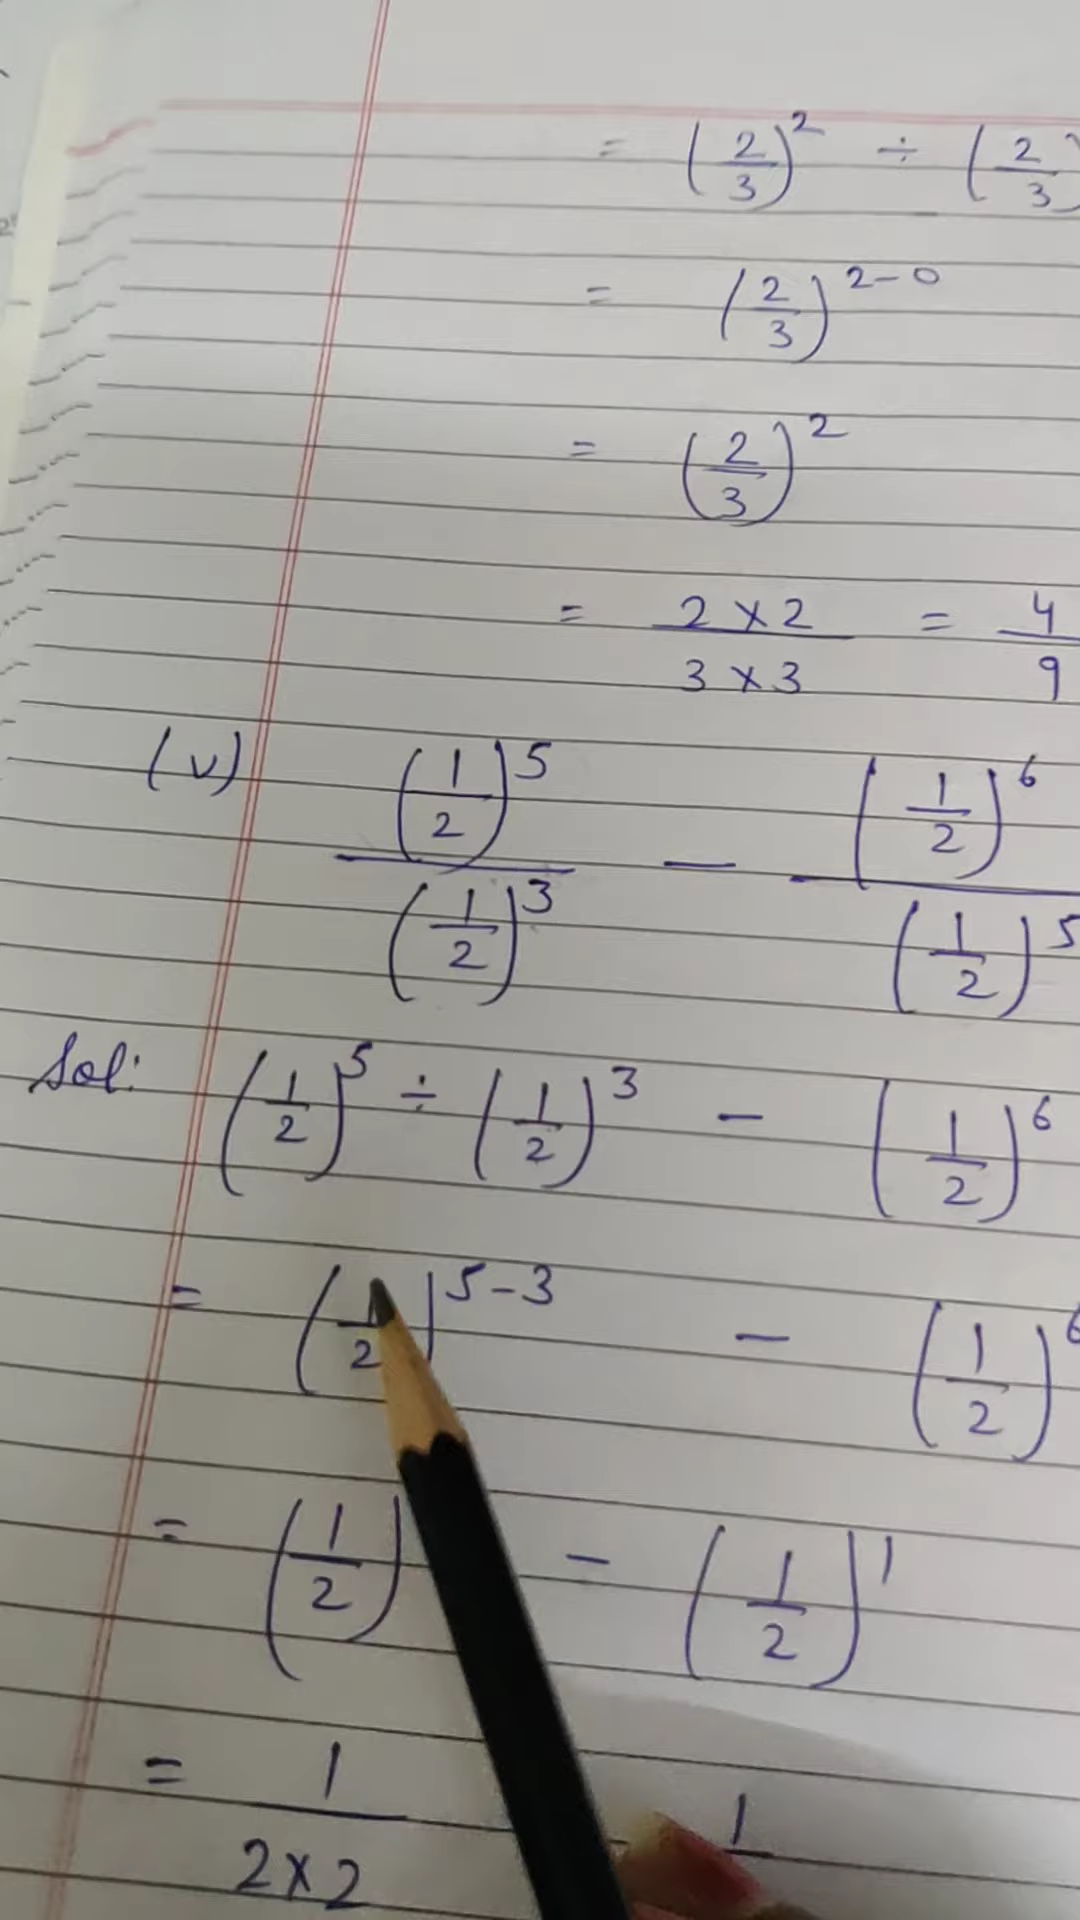 = (2/3)^2 ÷ (2/3)
= (2/3)^{2-0}
= (2/3)^2
= 2 × 2 / 3 × 3 = 4/9
(v) (1/2)^5 / (1/2)^3 - (1/2)^6 / (1/2)^5
Sol: (1/2)^5 ÷ (1/2)^3 - (1/2)^6
= (1/2)^{5-3} - (1/2)^6
= (1/2) - (1/2)^1
= 1 / 2×2 1